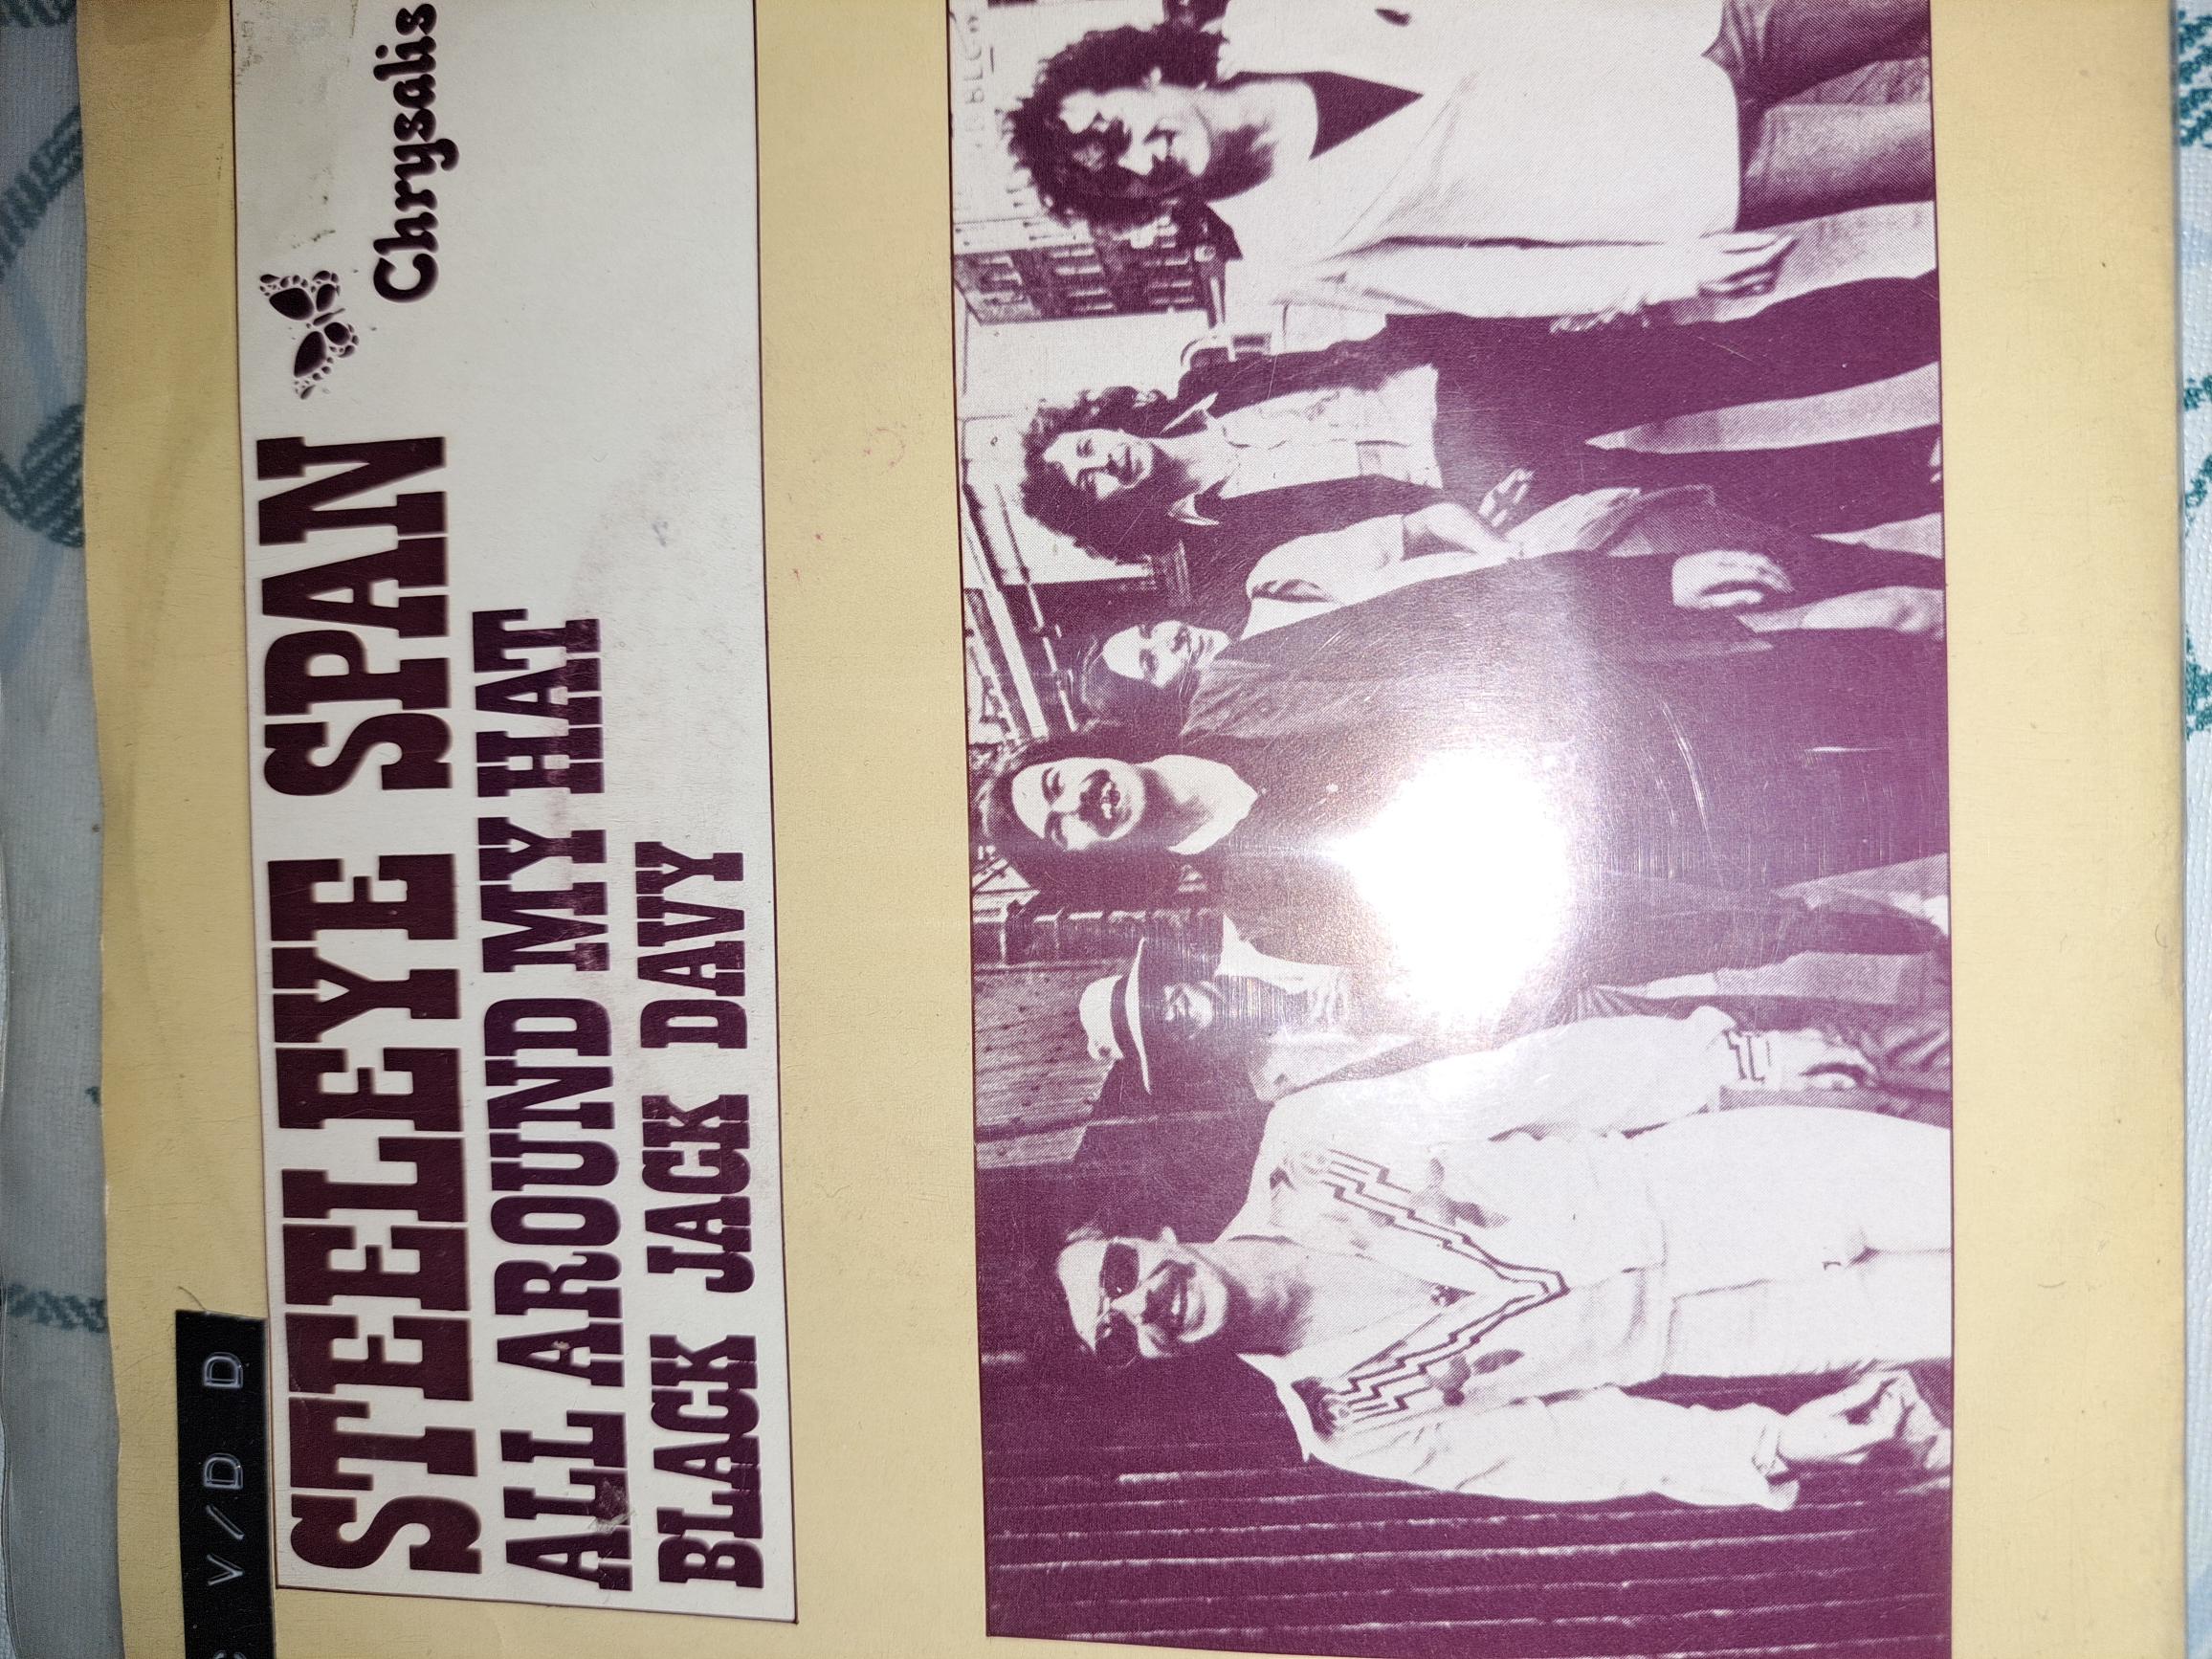 STEELEYE SPAN
ALL AROUND MY HAT
BLACK JACK DAVY
Chrysalis
V/D D